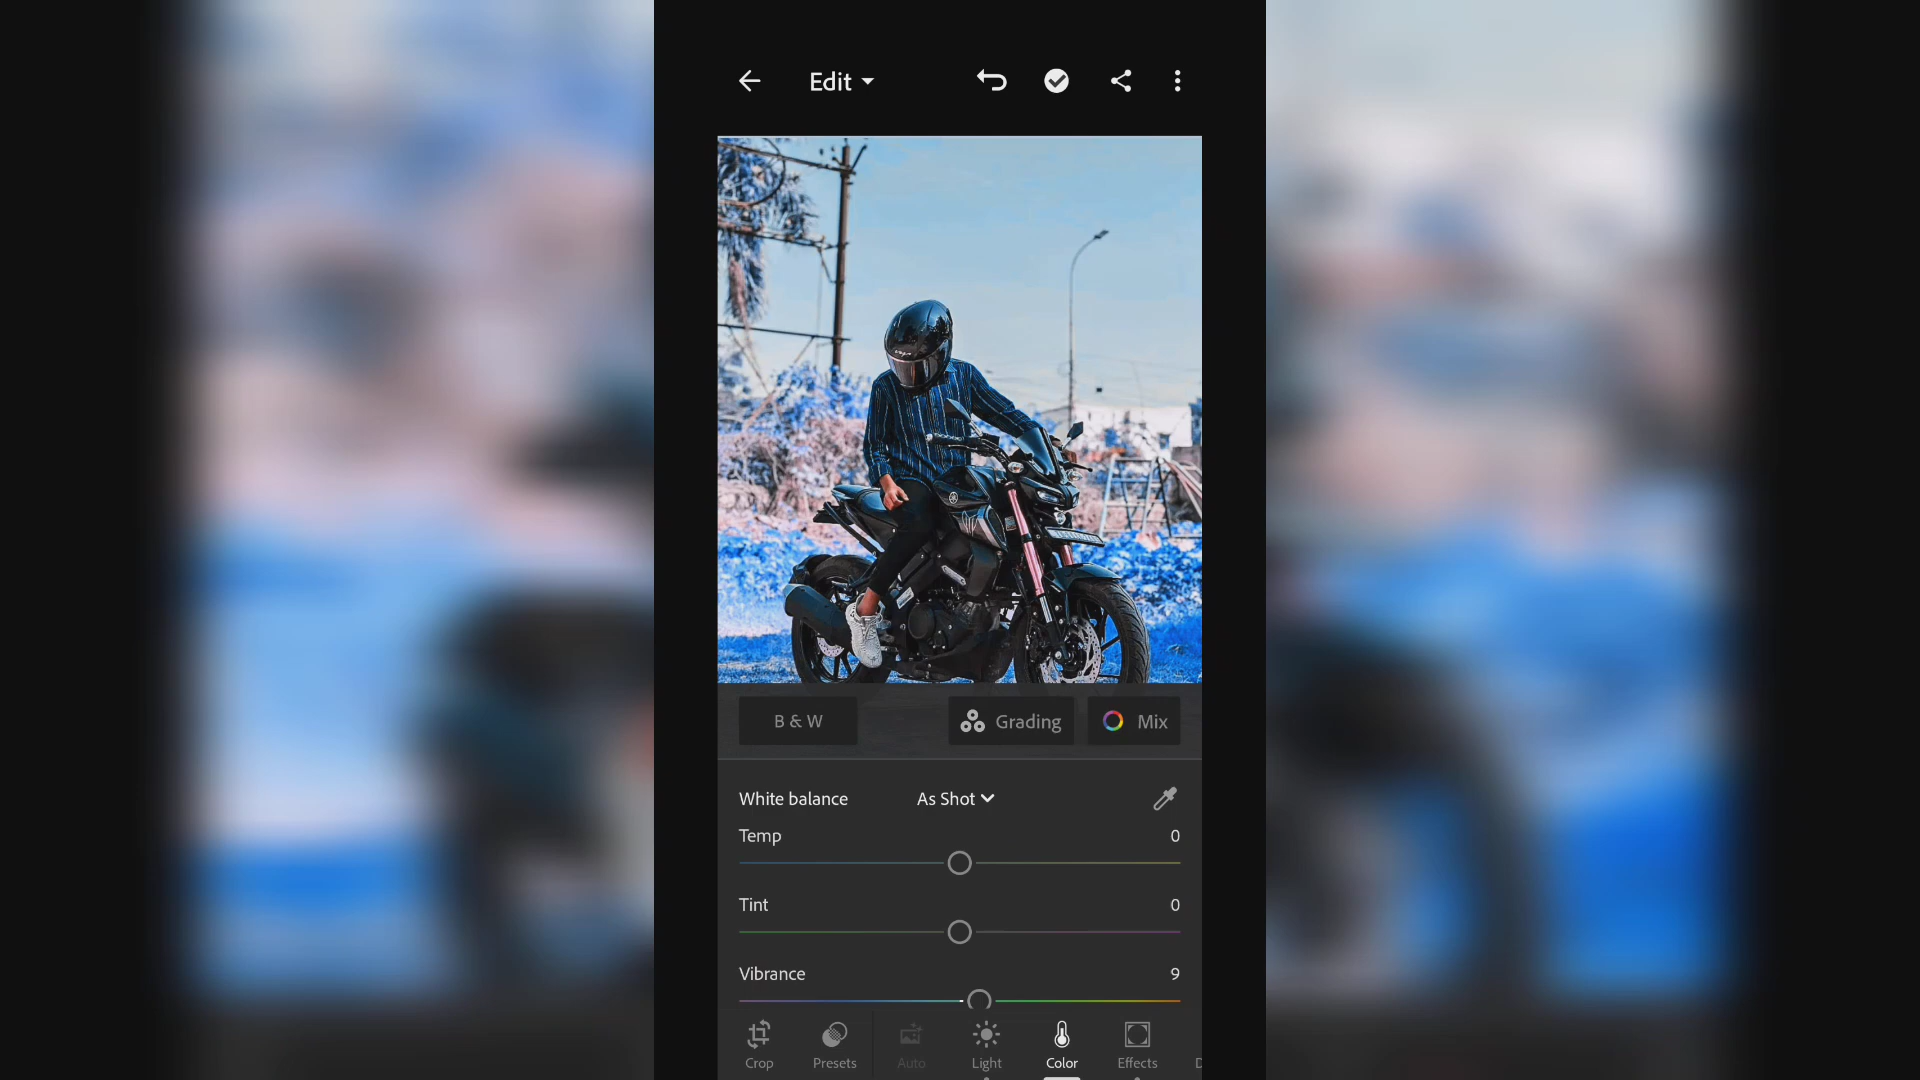 Edit
B & W
Grading
Mix
White balance
As Shot
Temp
0
Tint
0
Vibrance
9
Crop
Presets
Auto
Light
Color
Effects